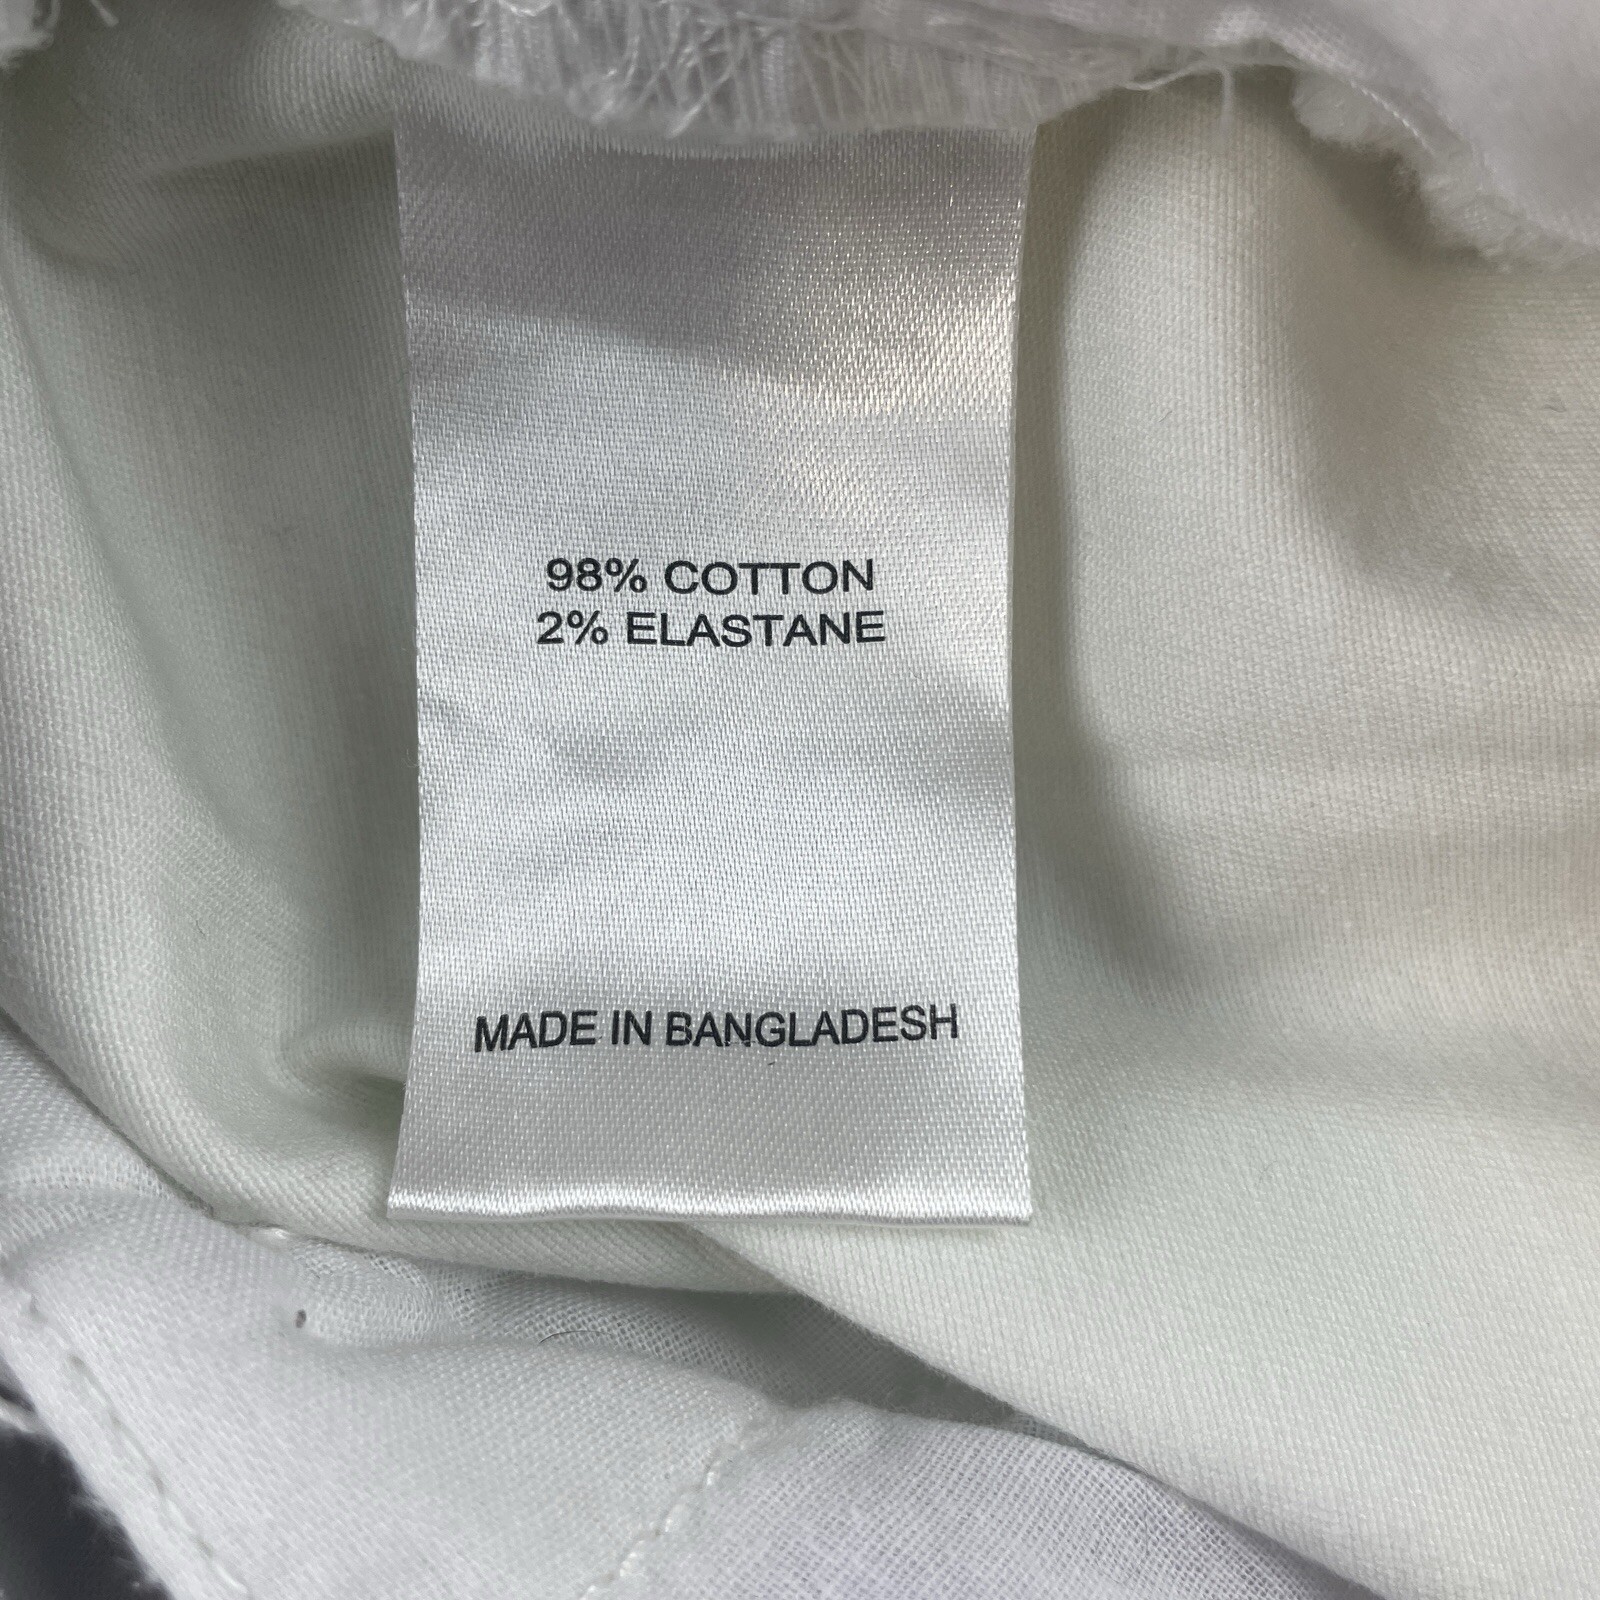 98% COTTON
2% ELASTANE
MADE IN BANGLADESH